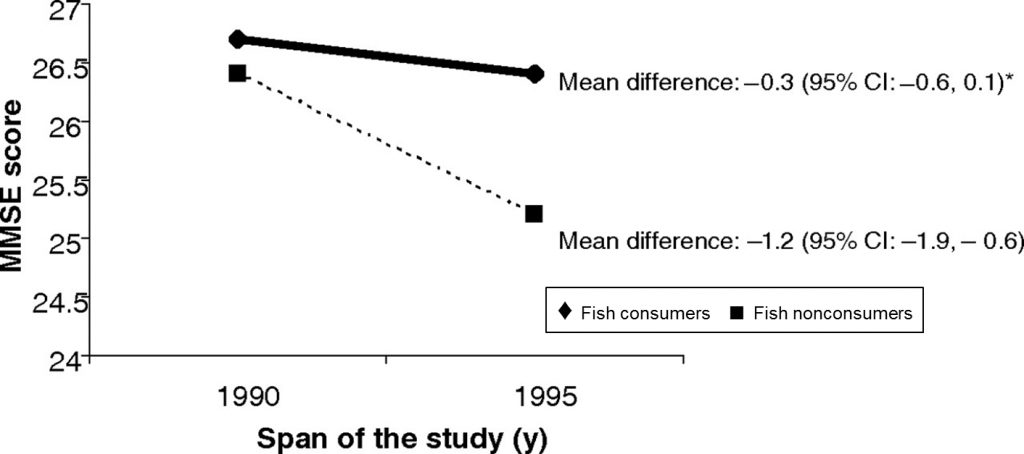 27
26.5
26
25.5
25
24.5
24
MMSE score
Mean difference: –0.3 (95% CI: –0.6, 0.1)*
Mean difference: –1.2 (95% CI: –1.9, – 0.6)
Fish consumers Fish nonconsumers
1990 1995
Span of the study (y)